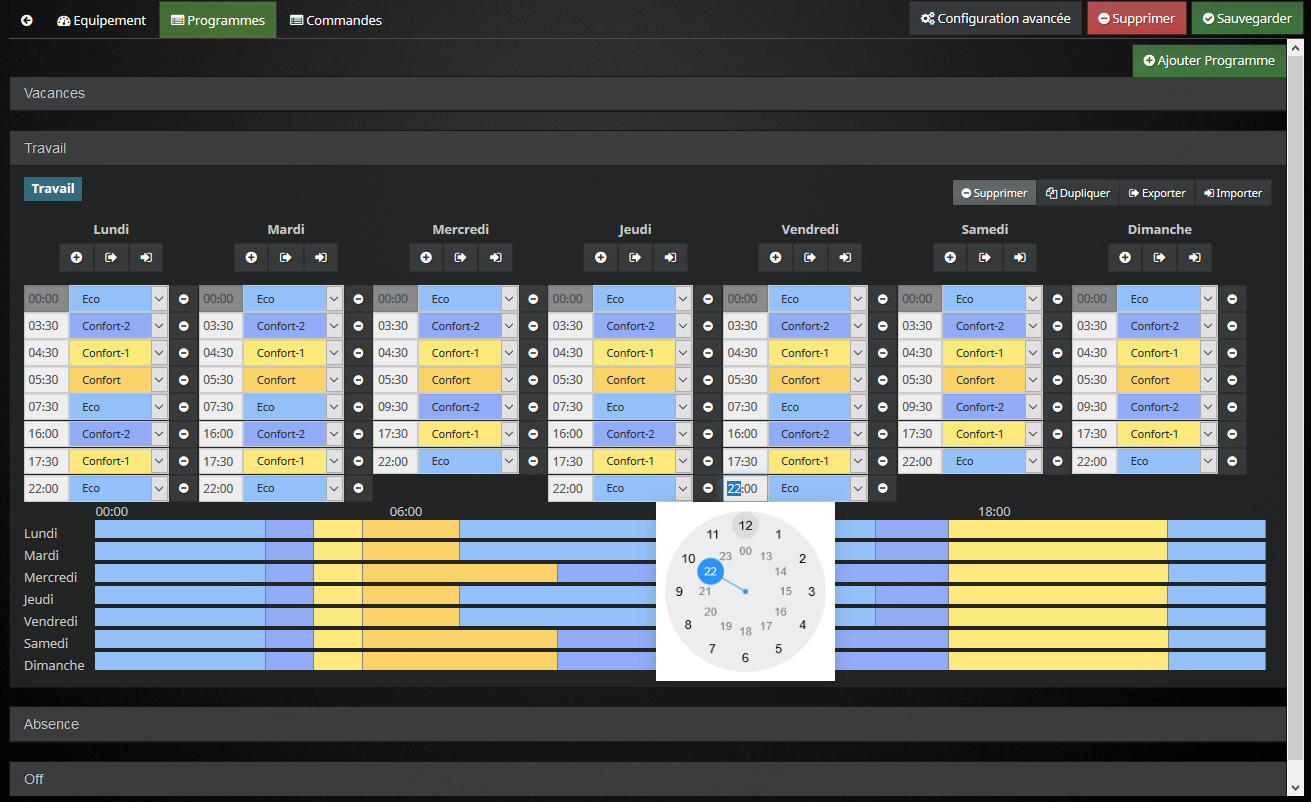 Equipement Programmes Commandes Configuration avancée Supprimer Sauvegarder
Ajouter Programme
Vacances
Travail
Travail Supprimer Dupliquer Exporter Importer
Lundi Mardi Mercredi Jeudi Vendredi Samedi Dimanche
00:00 Eco 00:00 Eco 00:00 Eco 00:00 Eco 00:00 Eco 00:00 Eco 00:00 Eco
03:30 Confort-2 03:30 Confort-2 03:30 Confort-2 03:30 Confort-2 03:30 Confort-2 03:30 Confort-2 03:30 Confort-2
04:30 Confort-1 04:30 Confort-1 04:30 Confort-1 04:30 Confort-1 04:30 Confort-1 04:30 Confort-1 04:30 Confort-1
05:30 Confort 05:30 Confort 05:30 Confort 05:30 Confort 05:30 Confort 05:30 Confort 05:30 Confort
07:30 Eco 07:30 Eco 09:30 Confort-2 07:30 Eco 07:30 Eco 09:30 Confort-2 09:30 Confort-2
16:00 Confort-2 16:00 Confort-2 17:30 Confort-1 16:00 Confort-2 16:00 Confort-2 17:30 Confort-1 17:30 Confort-1
17:30 Confort-1 17:30 Confort-1 22:00 Eco 17:30 Confort-1 17:30 Confort-1 22:00 Eco 22:00 Eco
22:00 Eco 22:00 Eco 22:00 Eco 22:00 Eco
00:00 06:00 18:00
Lundi
Mardi
Mercredi
Jeudi
Vendredi
Samedi
Dimanche
12 1 2 3 4 5 6 7 8 9 10 11
00 13 14 15 16 17 18 19 20 21 22 23
Absence
Off